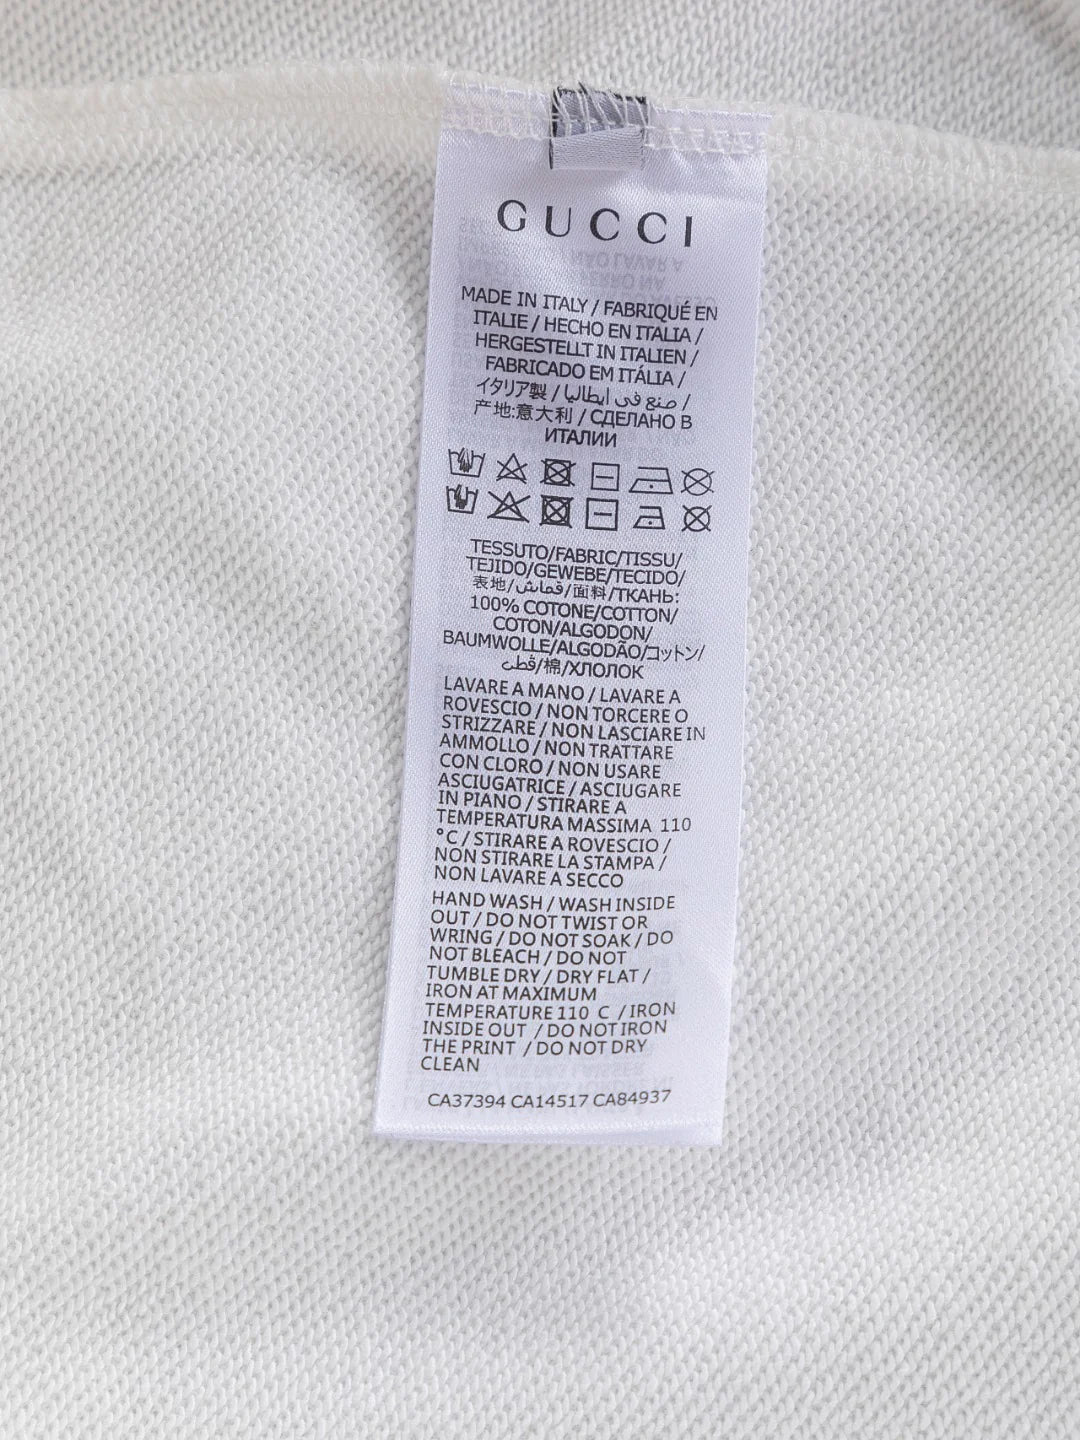 GUCCI
MADE IN ITALY / FABRIQUÉ EN
ITALIE / HECHO EN ITALIA /
HERGESTELLT IN ITALIEN /
FABRICADO EM ITÁLIA /
イタリア製 / صنع فى ايطاليا /
产地:意大利 / СДЕЛАНО В
ИТАЛИИ
TESSUTO/FABRIC/TISSU/
TEJIDO/GEWEBE/TECIDO/
表地/قماش/面料/ТКАНЬ:
100% COTONE/COTTON/
COTON/ALGODON/
BAUMWOLLE/ALGODÃO/コットン/
قطن/棉/ХЛОПОК
LAVARE A MANO / LAVARE A
ROVESCIO / NON TORCERE O
STRIZZARE / NON LASCIARE IN
AMMOLLO / NON TRATTARE
CON CLORO / NON USARE
ASCIUGATRICE / ASCIUGARE
IN PIANO / STIRARE A
TEMPERATURA MASSIMA 110
°C / STIRARE A ROVESCIO /
NON STIRARE LA STAMPA /
NON LAVARE A SECCO
HAND WASH / WASH INSIDE
OUT / DO NOT TWIST OR
WRING / DO NOT SOAK / DO
NOT BLEACH / DO NOT
TUMBLE DRY / DRY FLAT /
IRON AT MAXIMUM
TEMPERATURE 110 C / IRON
INSIDE OUT / DO NOT IRON
THE PRINT / DO NOT DRY
CLEAN
CA37394 CA14517 CA84937